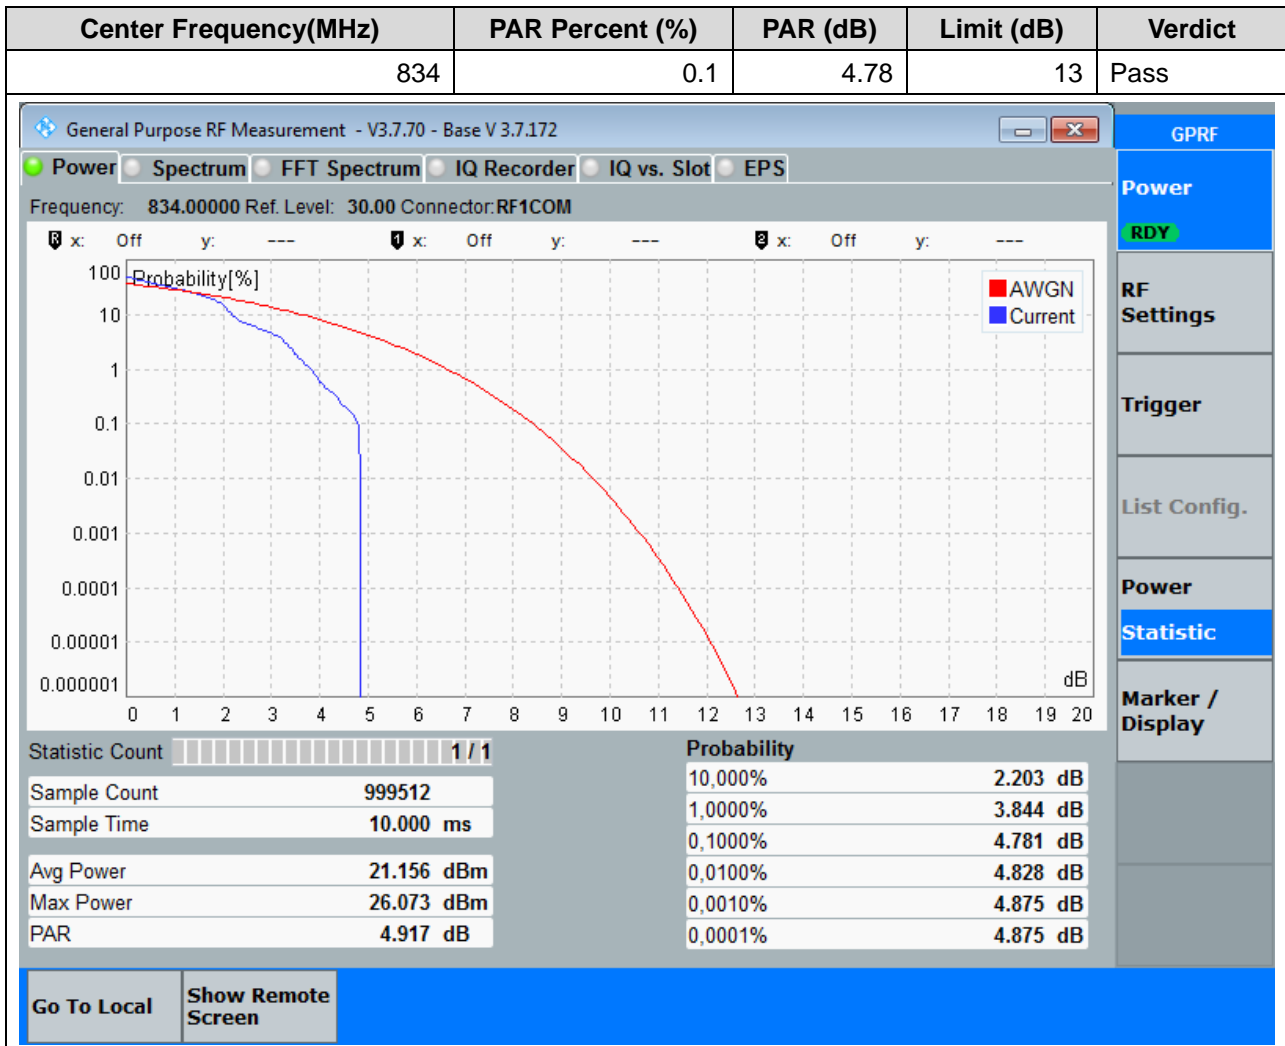 Center Frequency(MHz) PAR Percent (%) PAR (dB) Limit (dB) Verdict
834 0.1 4.78 13 Pass
General Purpose RF Measurement - V3.7.70 - Base V 3.7.172
GPRF
Power Spectrum FFT Spectrum IQ Recorder IQ vs. Slot EPS
Power
RDY
Frequency: 834.00000 Ref. Level: 30.00 Connector: RF1COM
R x: Off y: --- 1 x: Off y: --- 2 x: Off y: ---
Probability[%]
100
10
1
0.1
0.01
0.001
0.0001
0.00001
0.000001
AWGN
Current
dB
0 1 2 3 4 5 6 7 8 9 10 11 12 13 14 15 16 17 18 19 20
RF
Settings
Trigger
List Config.
Power
Statistic
Marker /
Display
Statistic Count 1 / 1
Sample Count 999512
Sample Time 10.000 ms
Avg Power 21.156 dBm
Max Power 26.073 dBm
PAR 4.917 dB
Probability
10,000% 2.203 dB
1,0000% 3.844 dB
0,1000% 4.781 dB
0,0100% 4.828 dB
0,0010% 4.875 dB
0,0001% 4.875 dB
Go To Local
Show Remote
Screen